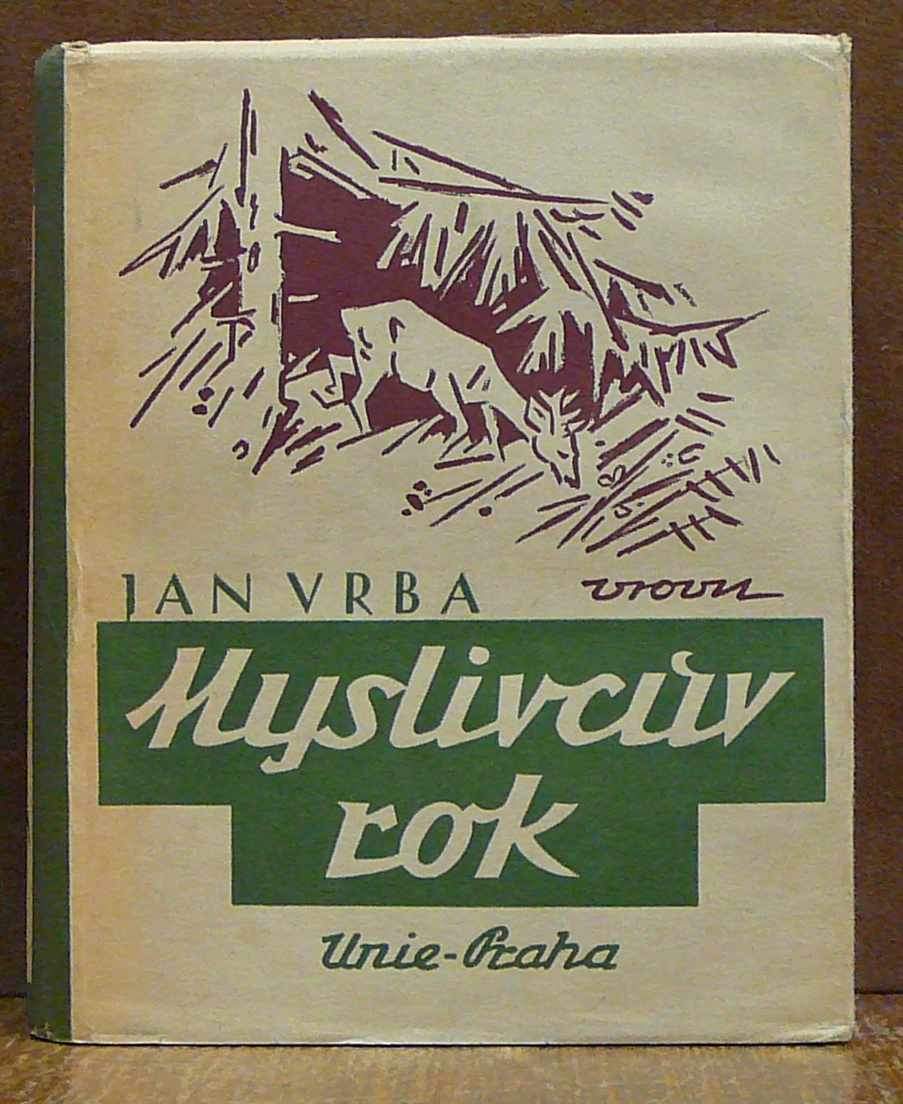 JAN VRBA
Myslivcův
rok
Unie-Praha